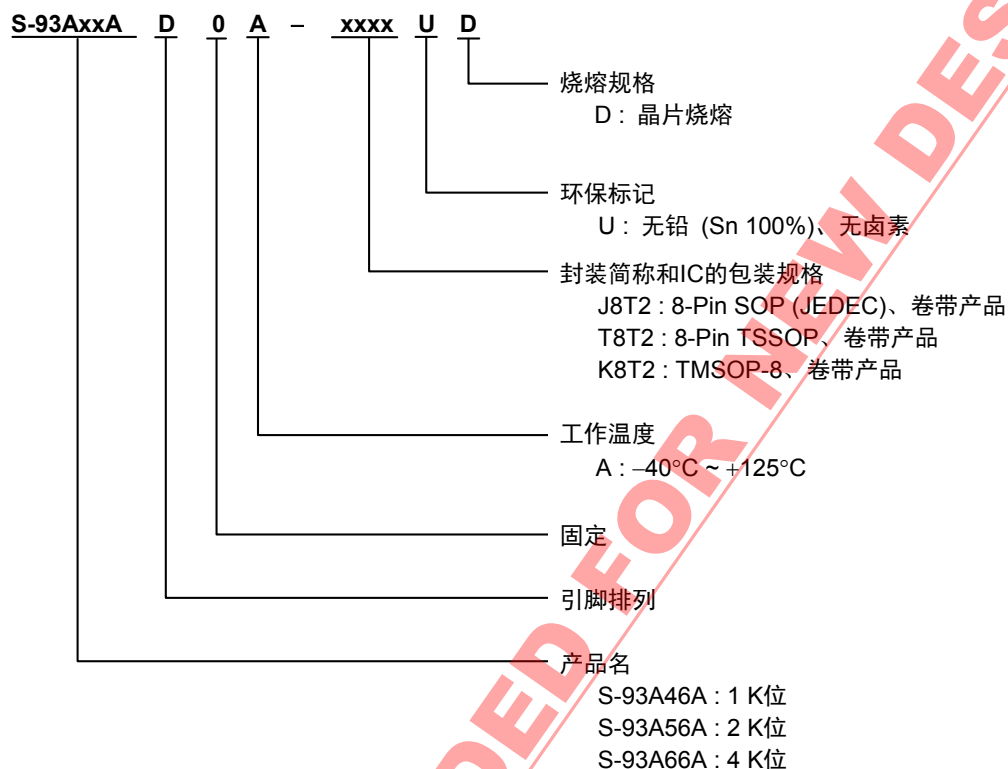 S-93AxxA D 0 A – xxxx U D
烧熔规格
D : 晶片烧熔
环保标记
U : 无铅 (Sn 100%)、无卤素
封装简称和IC的包装规格
J8T2 : 8-Pin SOP (JEDEC)、卷带产品
T8T2 : 8-Pin TSSOP、卷带产品
K8T2 : TMSOP-8、卷带产品
工作温度
A : –40°C ~ +125°C
固定
引脚排列
产品名
S-93A46A : 1 K位
S-93A56A : 2 K位
S-93A66A : 4 K位
DED FOR NEW DES